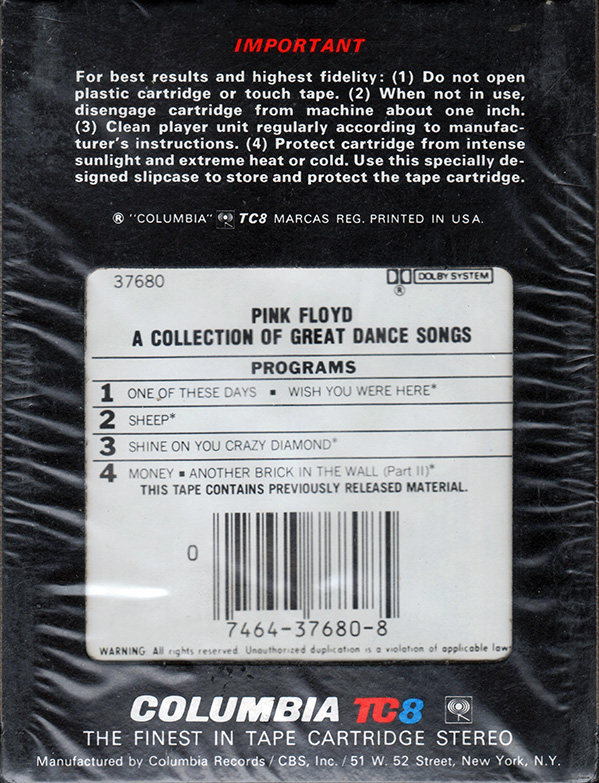 IMPORTANT
For best results and highest fidelity: (1) Do not open
plastic cartridge or touch tape. (2) When not in use,
disengage cartridge from machine about one inch.
(3) Clean player unit regularly according to manufac-
turer's instructions. (4) Protect cartridge from intense
sunlight and extreme heat or cold. Use this specially de-
signed slipcase to store and protect the tape cartridge.
® "COLUMBIA" TC8 MARCAS REG. PRINTED IN U.S.A.
37680 DOLBY SYSTEM
®
PINK FLOYD
A COLLECTION OF GREAT DANCE SONGS
PROGRAMS
1 ONE OF THESE DAYS ▪ WISH YOU WERE HERE*
2 SHEEP*
3 SHINE ON YOU CRAZY DIAMOND*
4 MONEY ▪ ANOTHER BRICK IN THE WALL (Part II)*
THIS TAPE CONTAINS PREVIOUSLY RELEASED MATERIAL.
0
7464-37680-8
WARNING: All rights reserved. Unauthorized duplication is a violation of applicable law
COLUMBIA TC8
THE FINEST IN TAPE CARTRIDGE STEREO
Manufactured by Columbia Records / CBS, Inc. / 51 W. 52 Street, New York, N.Y.